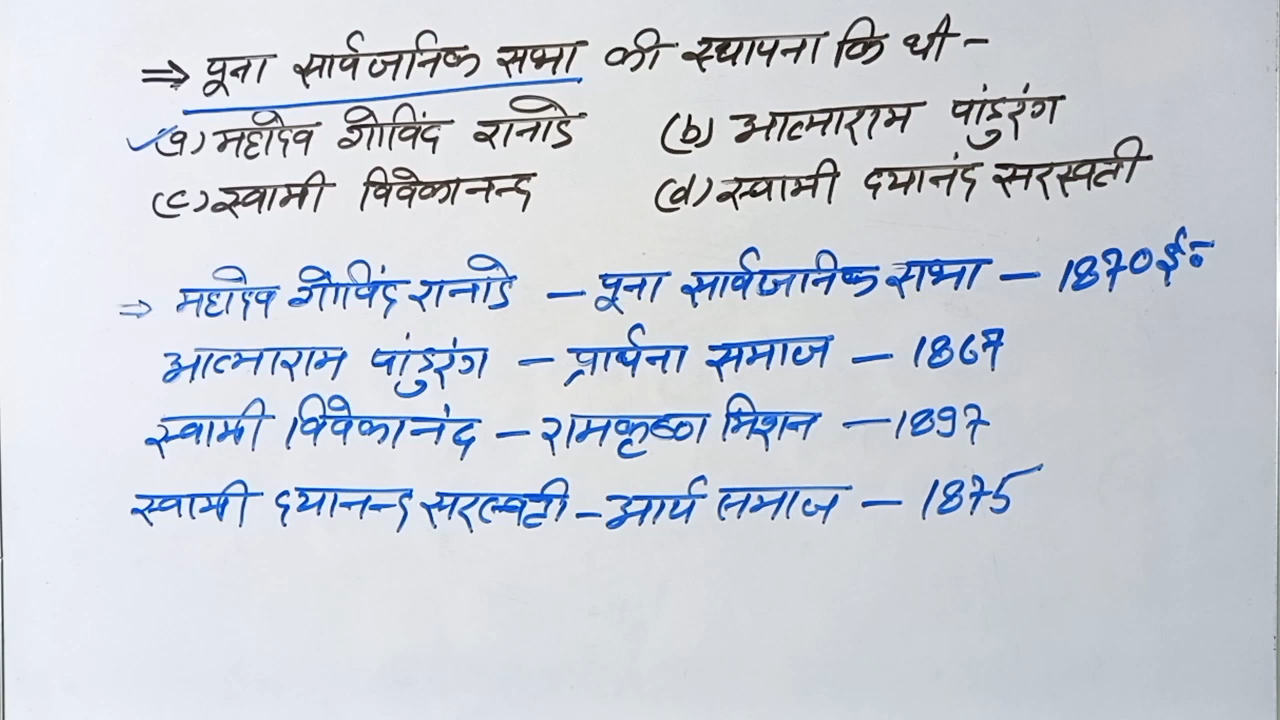 ⇒ पूना सार्वजनिक सभा की स्थापना कि थी -
(a) महादेव गोविंद रानाडे (b) आत्माराम पांडुरंग
(c) स्वामी विवेकानन्द (d) स्वामी दयानंद सरस्वती
⇒ महादेव गोविंद रानाडे - पूना सार्वजनिक सभा - 1870 ई॰
आत्माराम पांडुरंग - प्रार्थना समाज - 1867
स्वामी विवेकानंद - रामकृष्ण मिशन - 1897
स्वामी दयानन्द सरस्वती - आर्य समाज - 1875